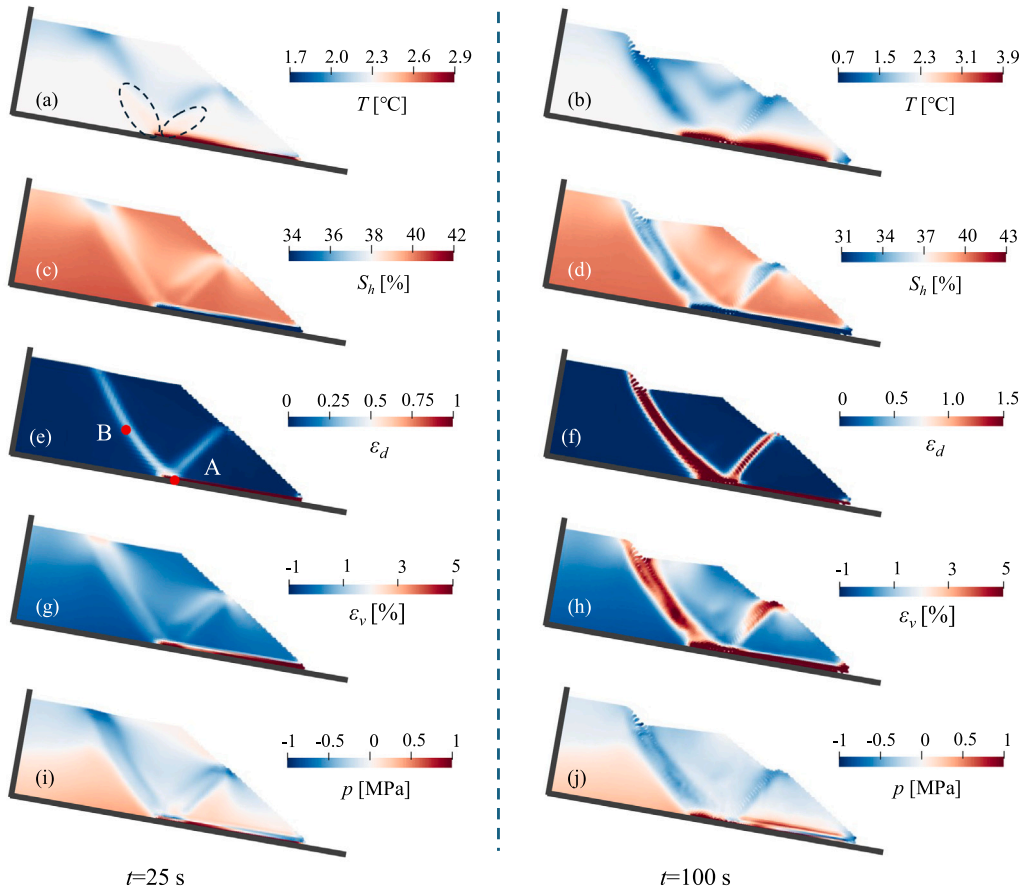 1.7 2.0 2.3 2.6 2.9
T [°C]
(a)
0.7 1.5 2.3 3.1 3.9
T [°C]
(b)
34 36 38 40 42
S_h [%]
(c)
31 34 37 40 43
S_h [%]
(d)
0 0.25 0.5 0.75 1
ε_d
B
A
(e)
0 0.5 1.0 1.5
ε_d
(f)
-1 1 3 5
ε_v [%]
(g)
-1 1 3 5
ε_v [%]
(h)
-1 -0.5 0 0.5 1
p [MPa]
(i)
-1 -0.5 0 0.5 1
p [MPa]
(j)
t=25 s
t=100 s